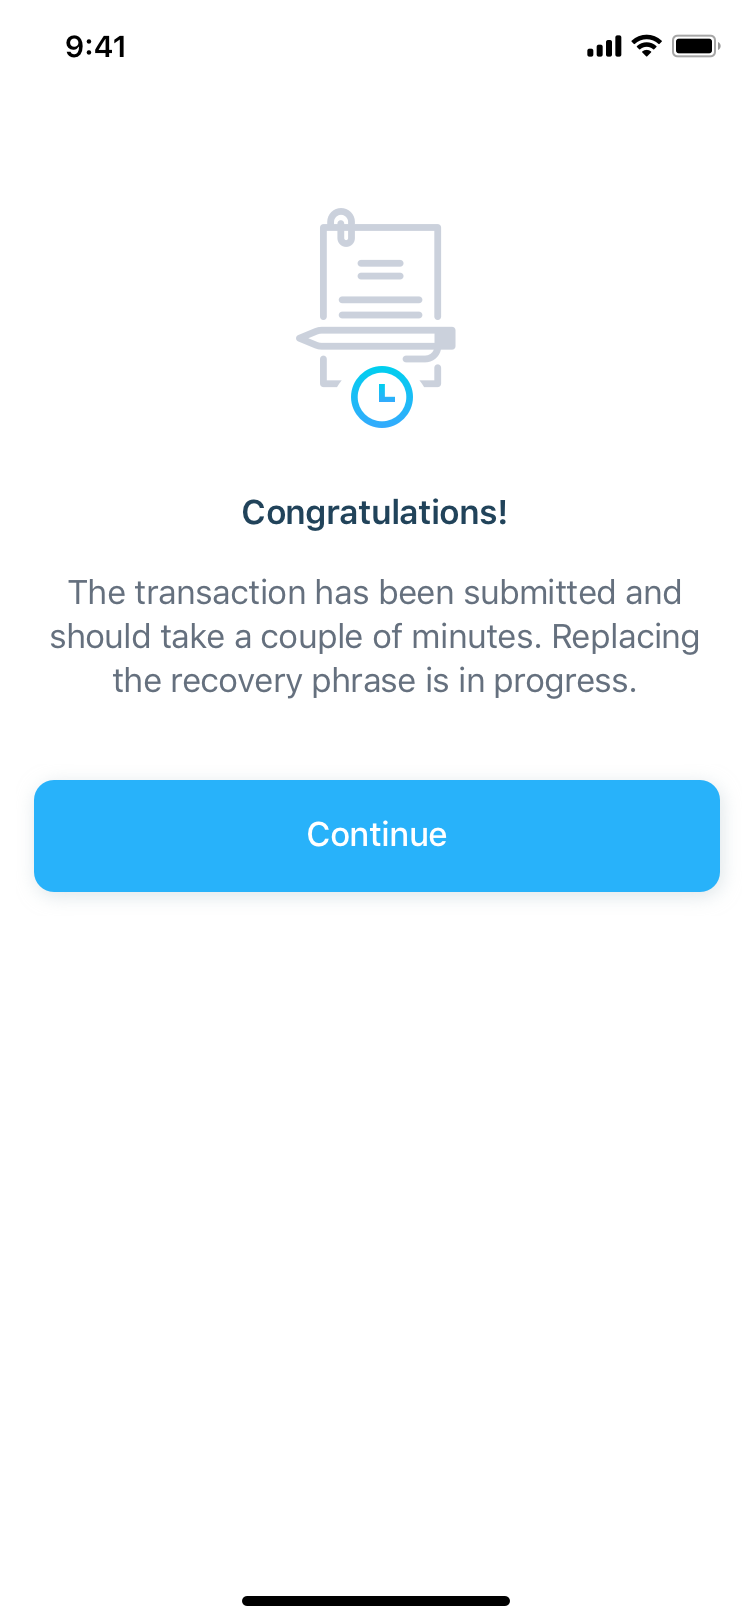 9:41
Congratulations!
The transaction has been submitted and
should take a couple of minutes. Replacing
the recovery phrase is in progress.
Continue